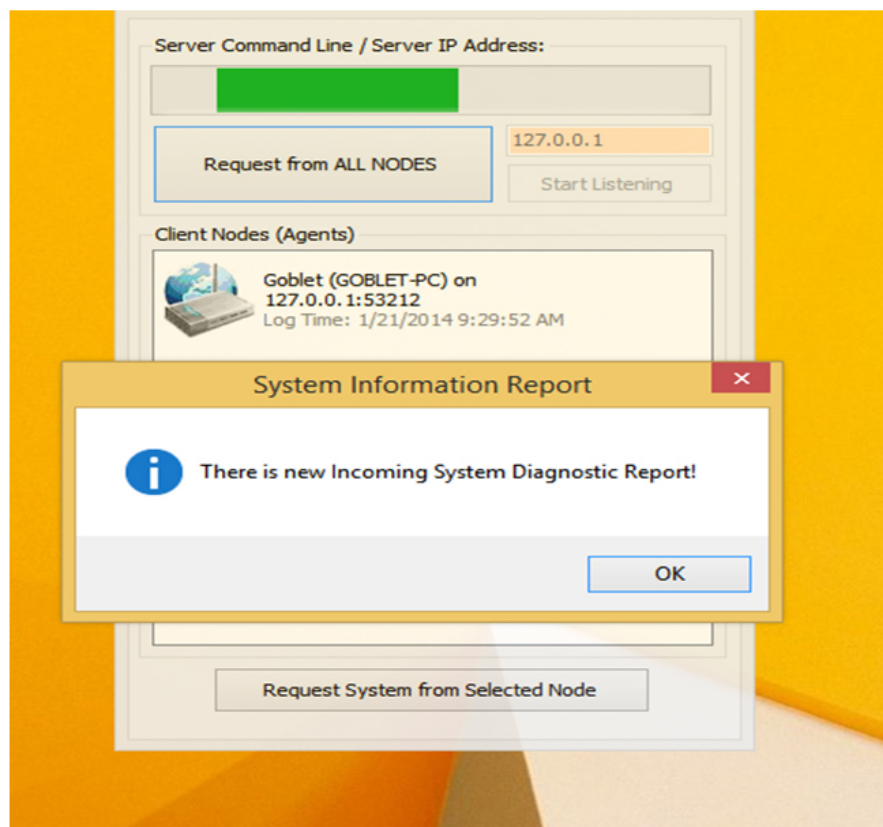 Server Command Line / Server IP Address:
127.0.0.1
Request from ALL NODES
Start Listening
Client Nodes (Agents)
Goblet (GOBLET-PC) on
127.0.0.1:53212
Log Time: 1/21/2014 9:29:52 AM
System Information Report
There is new Incoming System Diagnostic Report!
OK
Request System from Selected Node